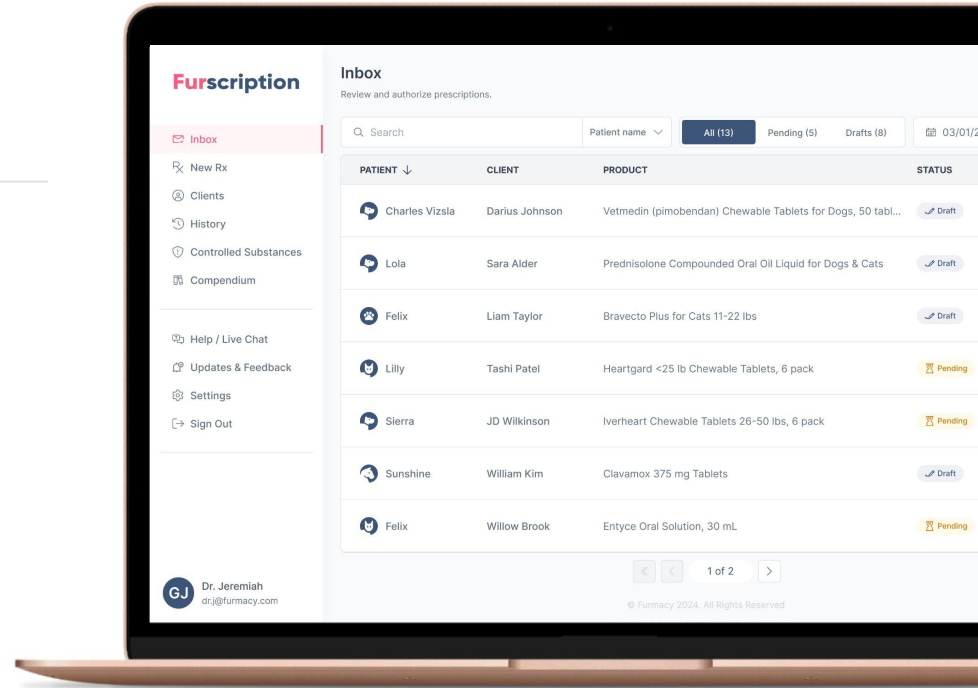 Furscription
Inbox
New Rx
Clients
History
Controlled Substances
Compendium
Help / Live Chat
Updates & Feedback
Settings
Sign Out
GJ
Dr. Jeremiah
dr.j@furmacy.com
Inbox
Review and authorize prescriptions.
Search Patient name All (13) Pending (5) Drafts (8) 03/01/2
PATIENT CLIENT PRODUCT STATUS
Charles Vizsla Darius Johnson Vetmedin (pimobendan) Chewable Tablets for Dogs, 50 tabl... Draft
Lola Sara Alder Prednisolone Compounded Oral Oil Liquid for Dogs & Cats Draft
Felix Liam Taylor Bravecto Plus for Cats 11-22 lbs Draft
Lilly Tashi Patel Heartgard <25 lb Chewable Tablets, 6 pack Pending
Sierra JD Wilkinson Iverheart Chewable Tablets 26-50 lbs, 6 pack Pending
Sunshine William Kim Clavamox 375 mg Tablets Draft
Felix Willow Brook Entyce Oral Solution, 30 mL Pending
1 of 2
© Furmacy 2024. All Rights Reserved